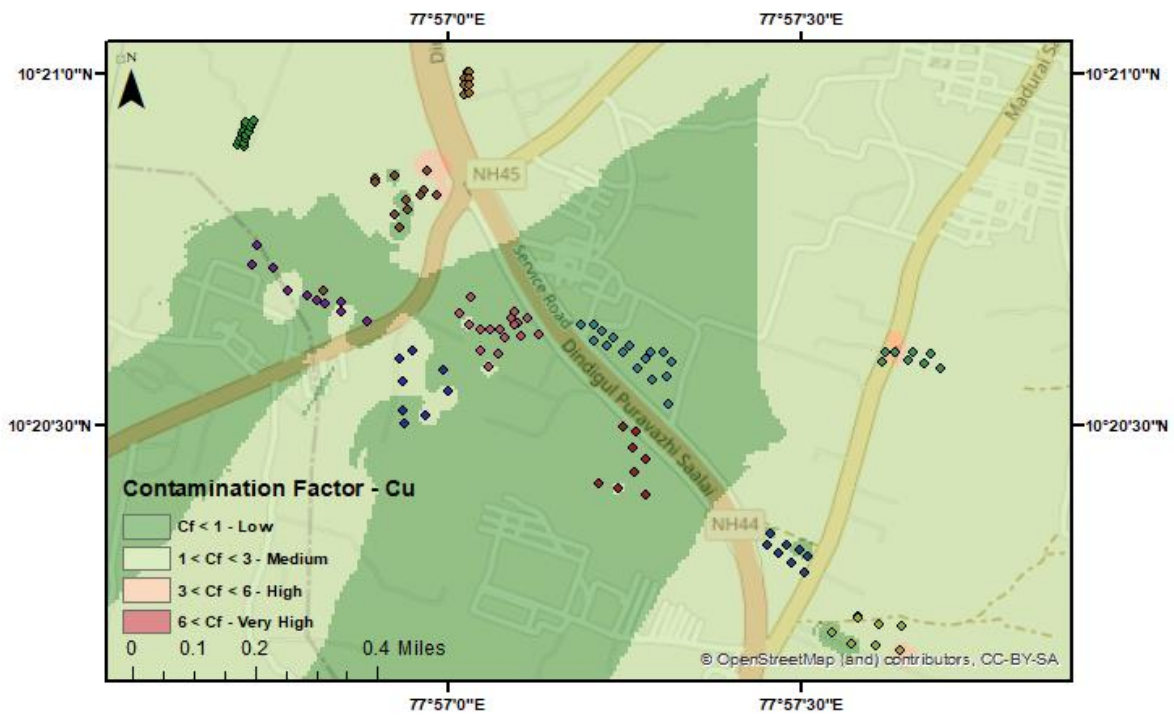 77°57'0"E 77°57'30"E
10°21'0"N 10°21'0"N
N
NH45
Service Road
Dindigul Puravazhi Saalai
10°20'30"N 10°20'30"N
Contamination Factor - Cu
Cf < 1 - Low
1 < Cf < 3 - Medium
3 < Cf < 6 - High
6 < Cf - Very High
NH44
0 0.1 0.2 0.4 Miles
© OpenStreetMap (and) contributors, CC-BY-SA
77°57'0"E 77°57'30"E
Madurai